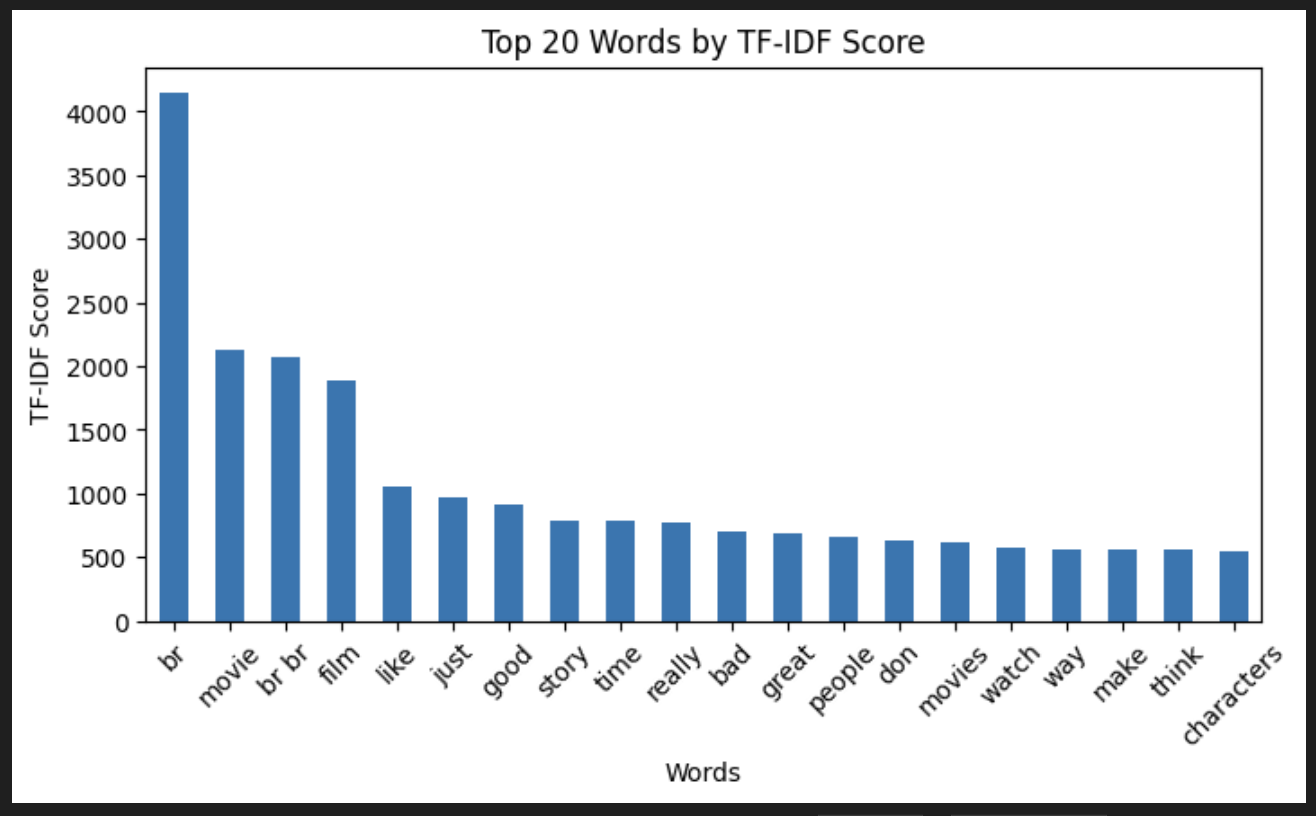 Top 20 Words by TF-IDF Score
TF-IDF Score
4000
3500
3000
2500
2000
1500
1000
500
0
br
movie
br br
film
like
just
good
story
time
really
bad
great
people
don
movies
watch
way
make
think
characters
Words